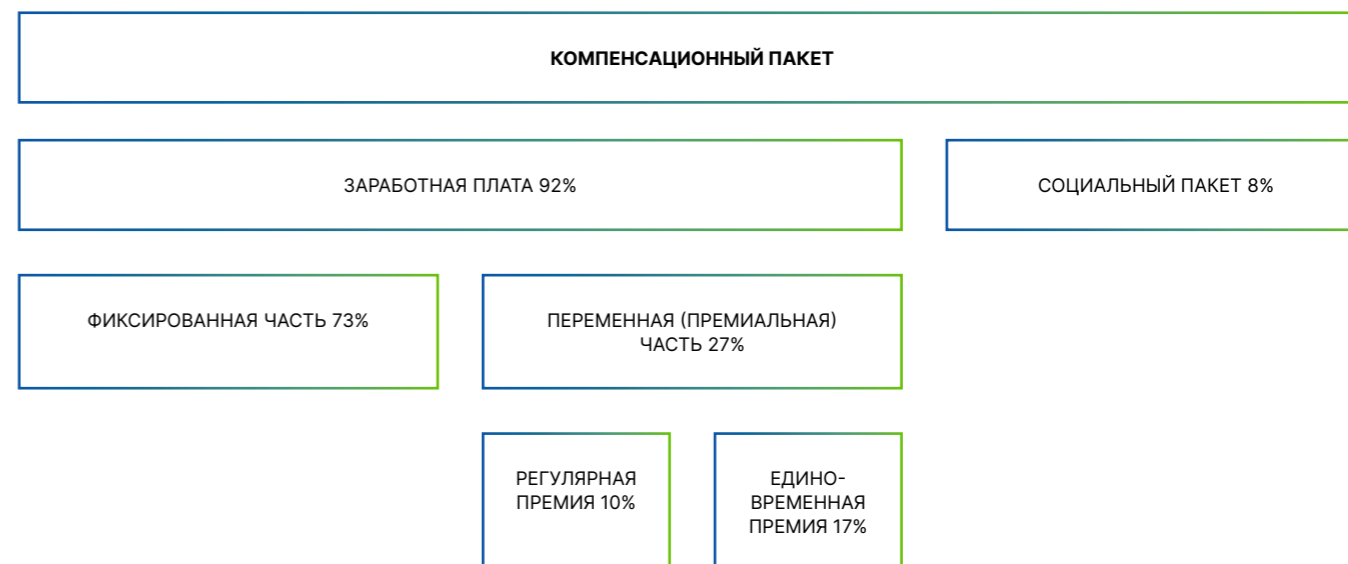 КОМПЕНСАЦИОННЫЙ ПАКЕТ
ЗАРАБОТНАЯ ПЛАТА 92%
СОЦИАЛЬНЫЙ ПАКЕТ 8%
ФИКСИРОВАННАЯ ЧАСТЬ 73%
ПЕРЕМЕННАЯ (ПРЕМИАЛЬНАЯ)
ЧАСТЬ 27%
РЕГУЛЯРНАЯ
ПРЕМИЯ 10%
ЕДИНО-
ВРЕМЕННАЯ
ПРЕМИЯ 17%